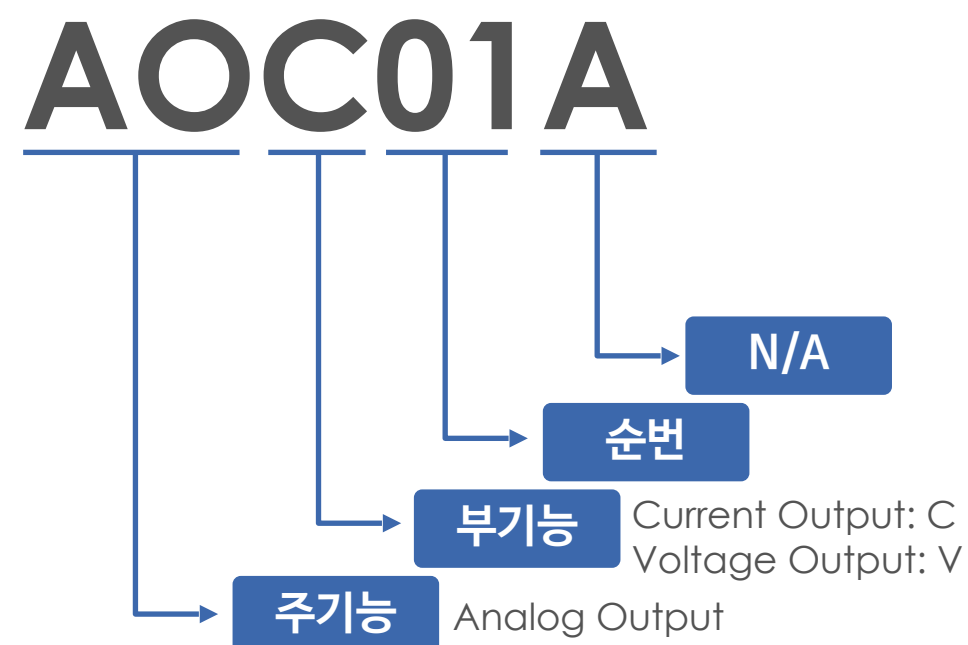 AOC01A
N/A
순번
부기능
Current Output: C
Voltage Output: V
주기능
Analog Output